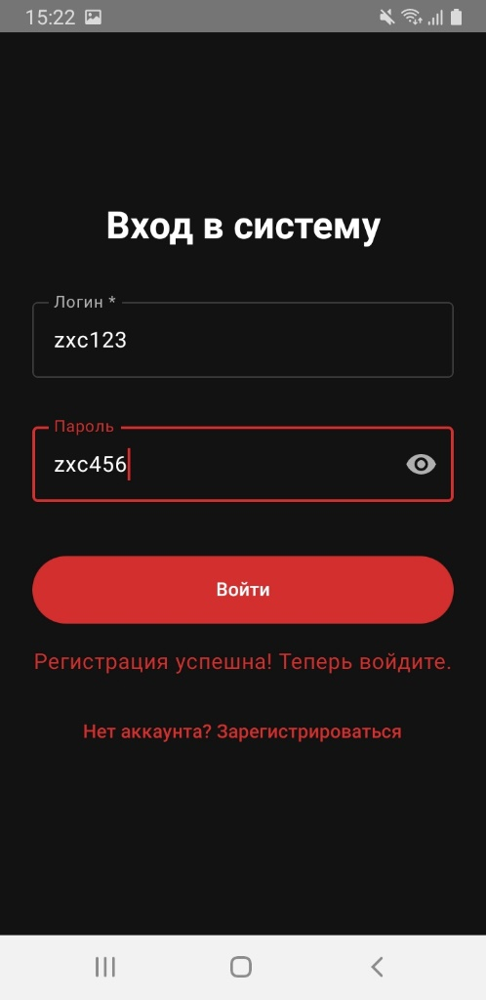 15:22
Вход в систему
Логин *
zxc123
Пароль
zxc456
Войти
Регистрация успешна! Теперь войдите.
Нет аккаунта? Зарегистрироваться